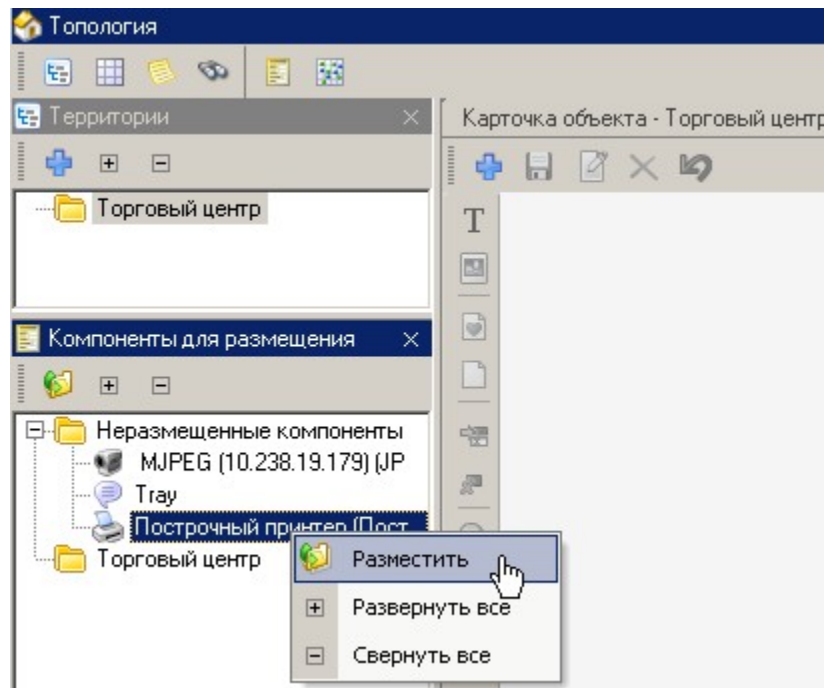 Топология
Территории
Карточка объекта - Торговый центр
Торговый центр
T
Компоненты для размещения
Неразмещенные компоненты
MJPEG (10.238.19.179) (JP
Tray
Построчный принтер (Пост
Торговый центр
Разместить
Развернуть все
Свернуть все